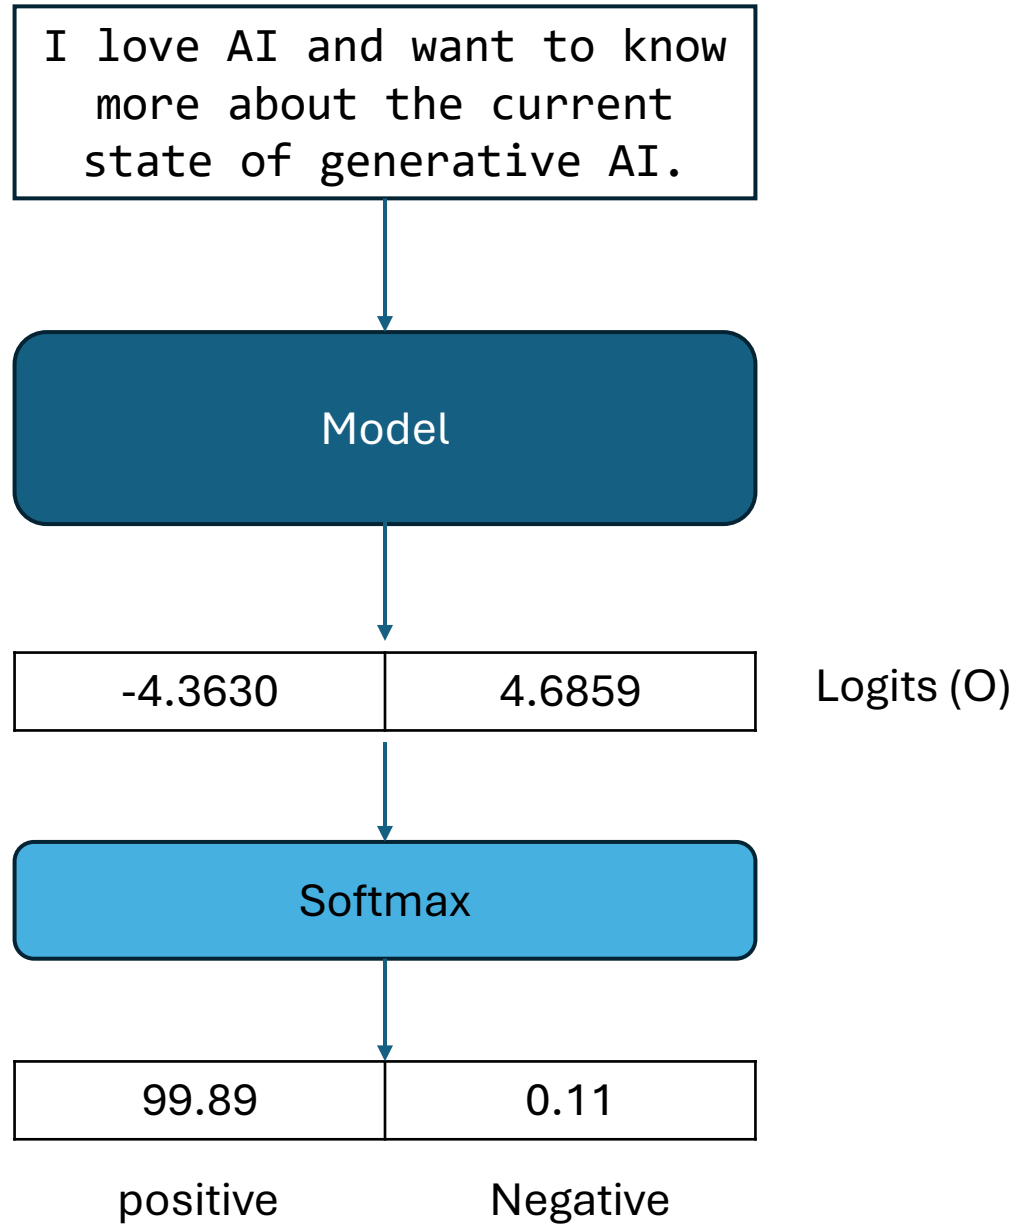 I love AI and want to know
more about the current
state of generative AI.
Model
-4.3630 4.6859 Logits (O)
Softmax
99.89 0.11
positive Negative